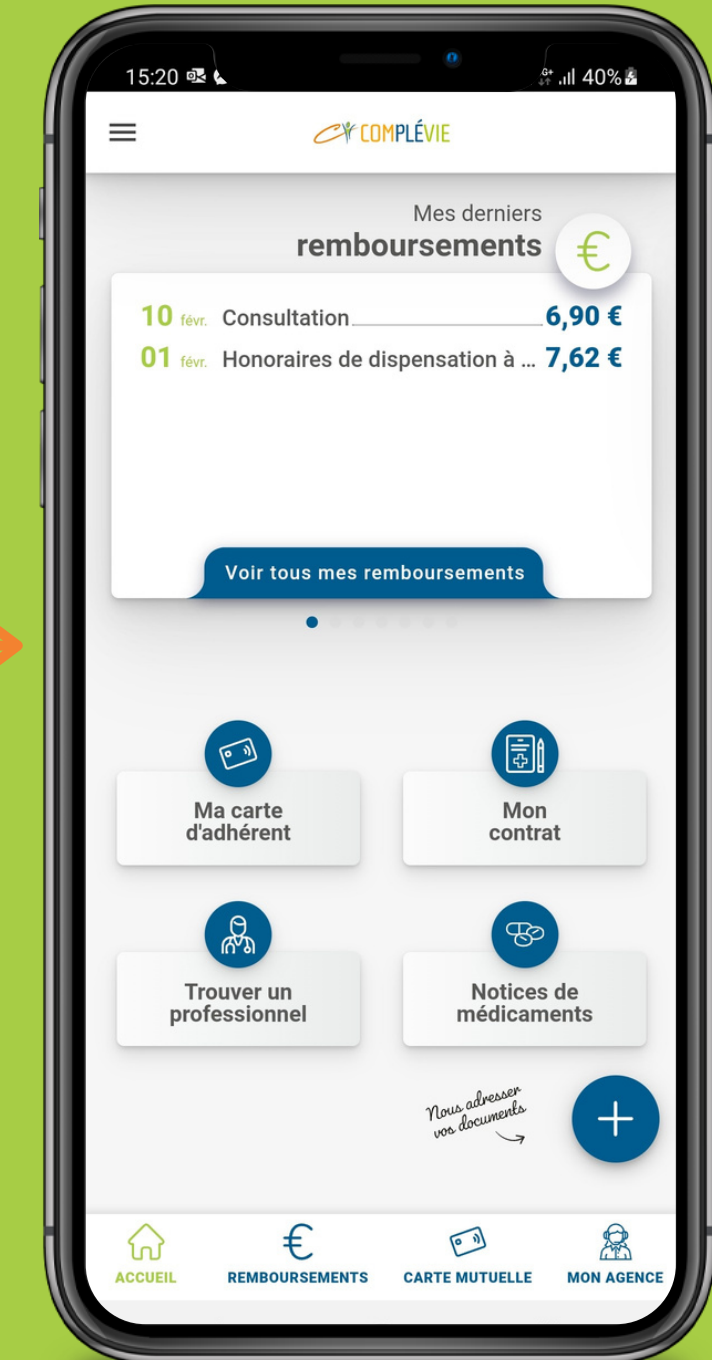 15:20 G+ 40%
COMPLÉVIE
Mes derniers
remboursements €
10 févr. Consultation 6,90 €
01 févr. Honoraires de dispensation à ... 7,62 €
Voir tous mes remboursements
Ma carte
d'adhérent
Mon
contrat
Trouver un
professionnel
Notices de
médicaments
Nous adresser
vos documents
+
€
ACCUEIL REMBOURSEMENTS CARTE MUTUELLE MON AGENCE